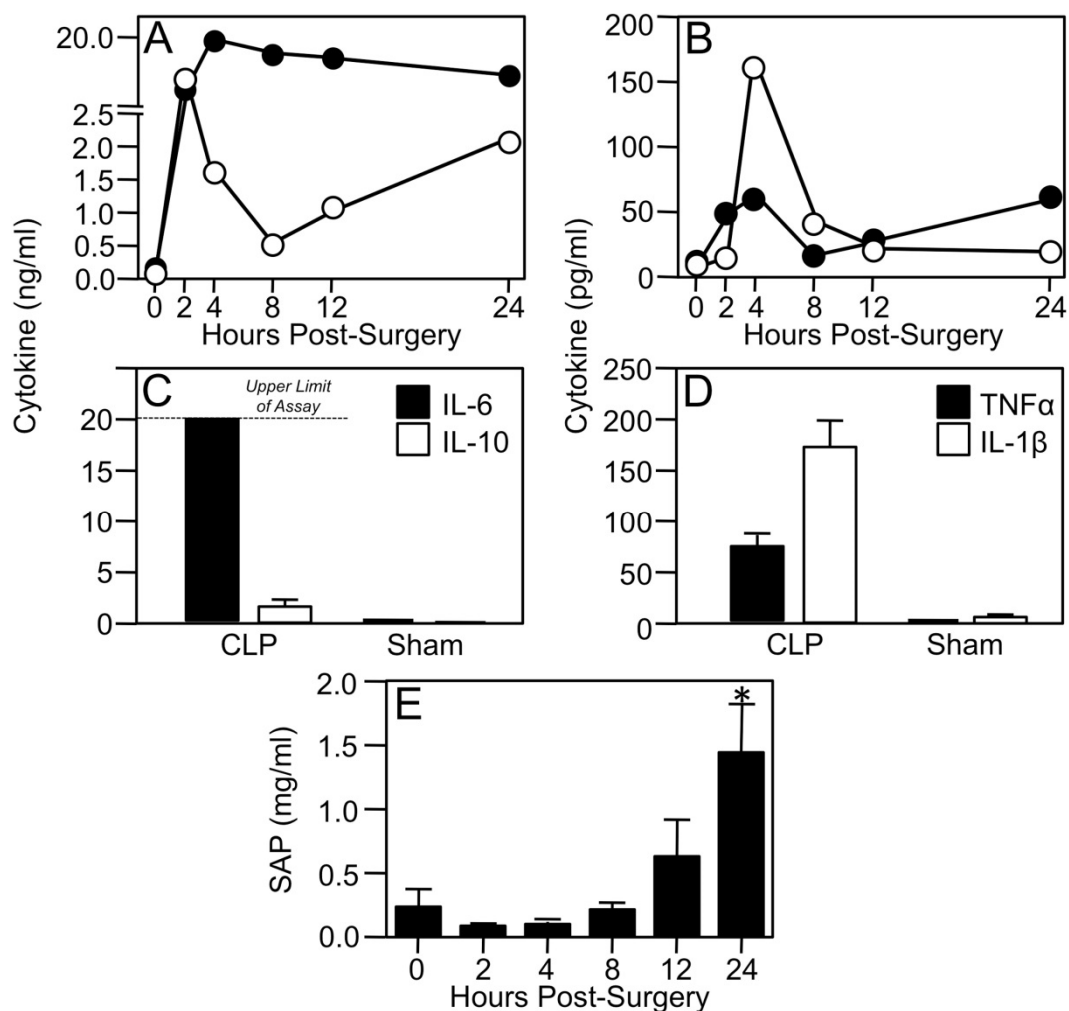 A
20.0
2.5
2.0
1.5
1.0
0.5
0.0
0 2 4 8 12 24
Hours Post-Surgery
Cytokine (ng/ml)
B
200
150
100
50
0
0 2 4 8 12 24
Hours Post-Surgery
Cytokine (pg/ml)
C
Upper Limit
of Assay
IL-6
IL-10
20
15
10
5
0
CLP Sham
D
TNFα
IL-1β
250
200
150
100
50
0
CLP Sham
E
*
2.0
1.5
1.0
0.5
0.0
SAP (mg/ml)
0 2 4 8 12 24
Hours Post-Surgery